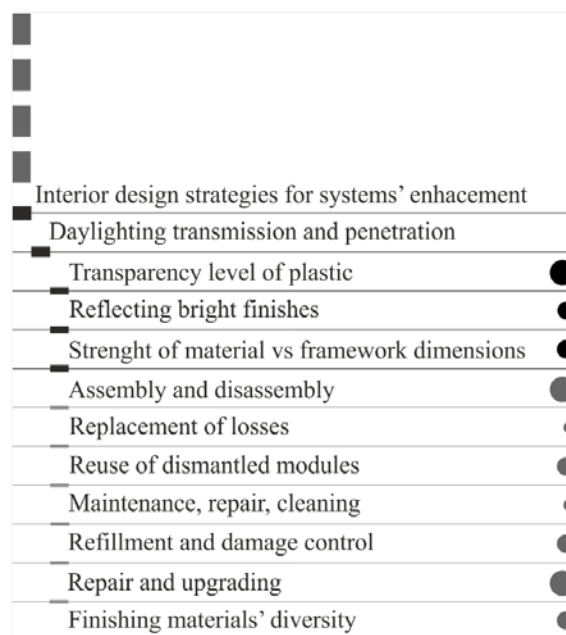 Interior design strategies for systems’ enhacement
Daylighting transmission and penetration
Transparency level of plastic
Reflecting bright finishes
Strenght of material vs framework dimensions
Assembly and disassembly
Replacement of losses
Reuse of dismantled modules
Maintenance, repair, cleaning
Refillment and damage control
Repair and upgrading
Finishing materials’ diversity